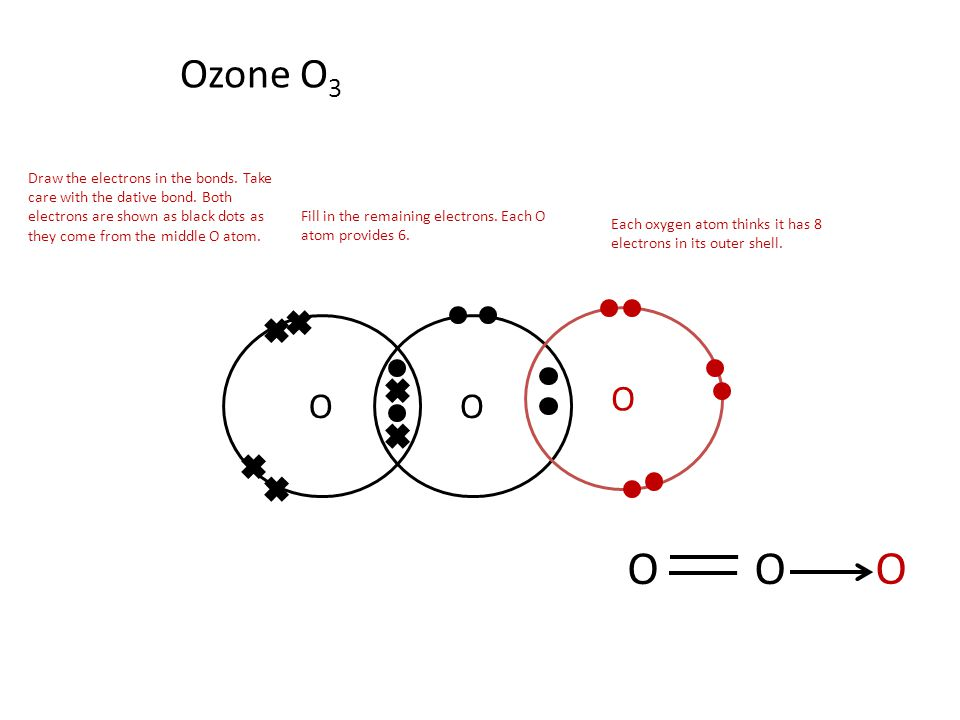 Ozone O₃
Draw the electrons in the bonds. Take
care with the dative bond. Both
electrons are shown as black dots as
they come from the middle O atom.
Fill in the remaining electrons. Each O
atom provides 6.
Each oxygen atom thinks it has 8
electrons in its outer shell.
O O O
O O O